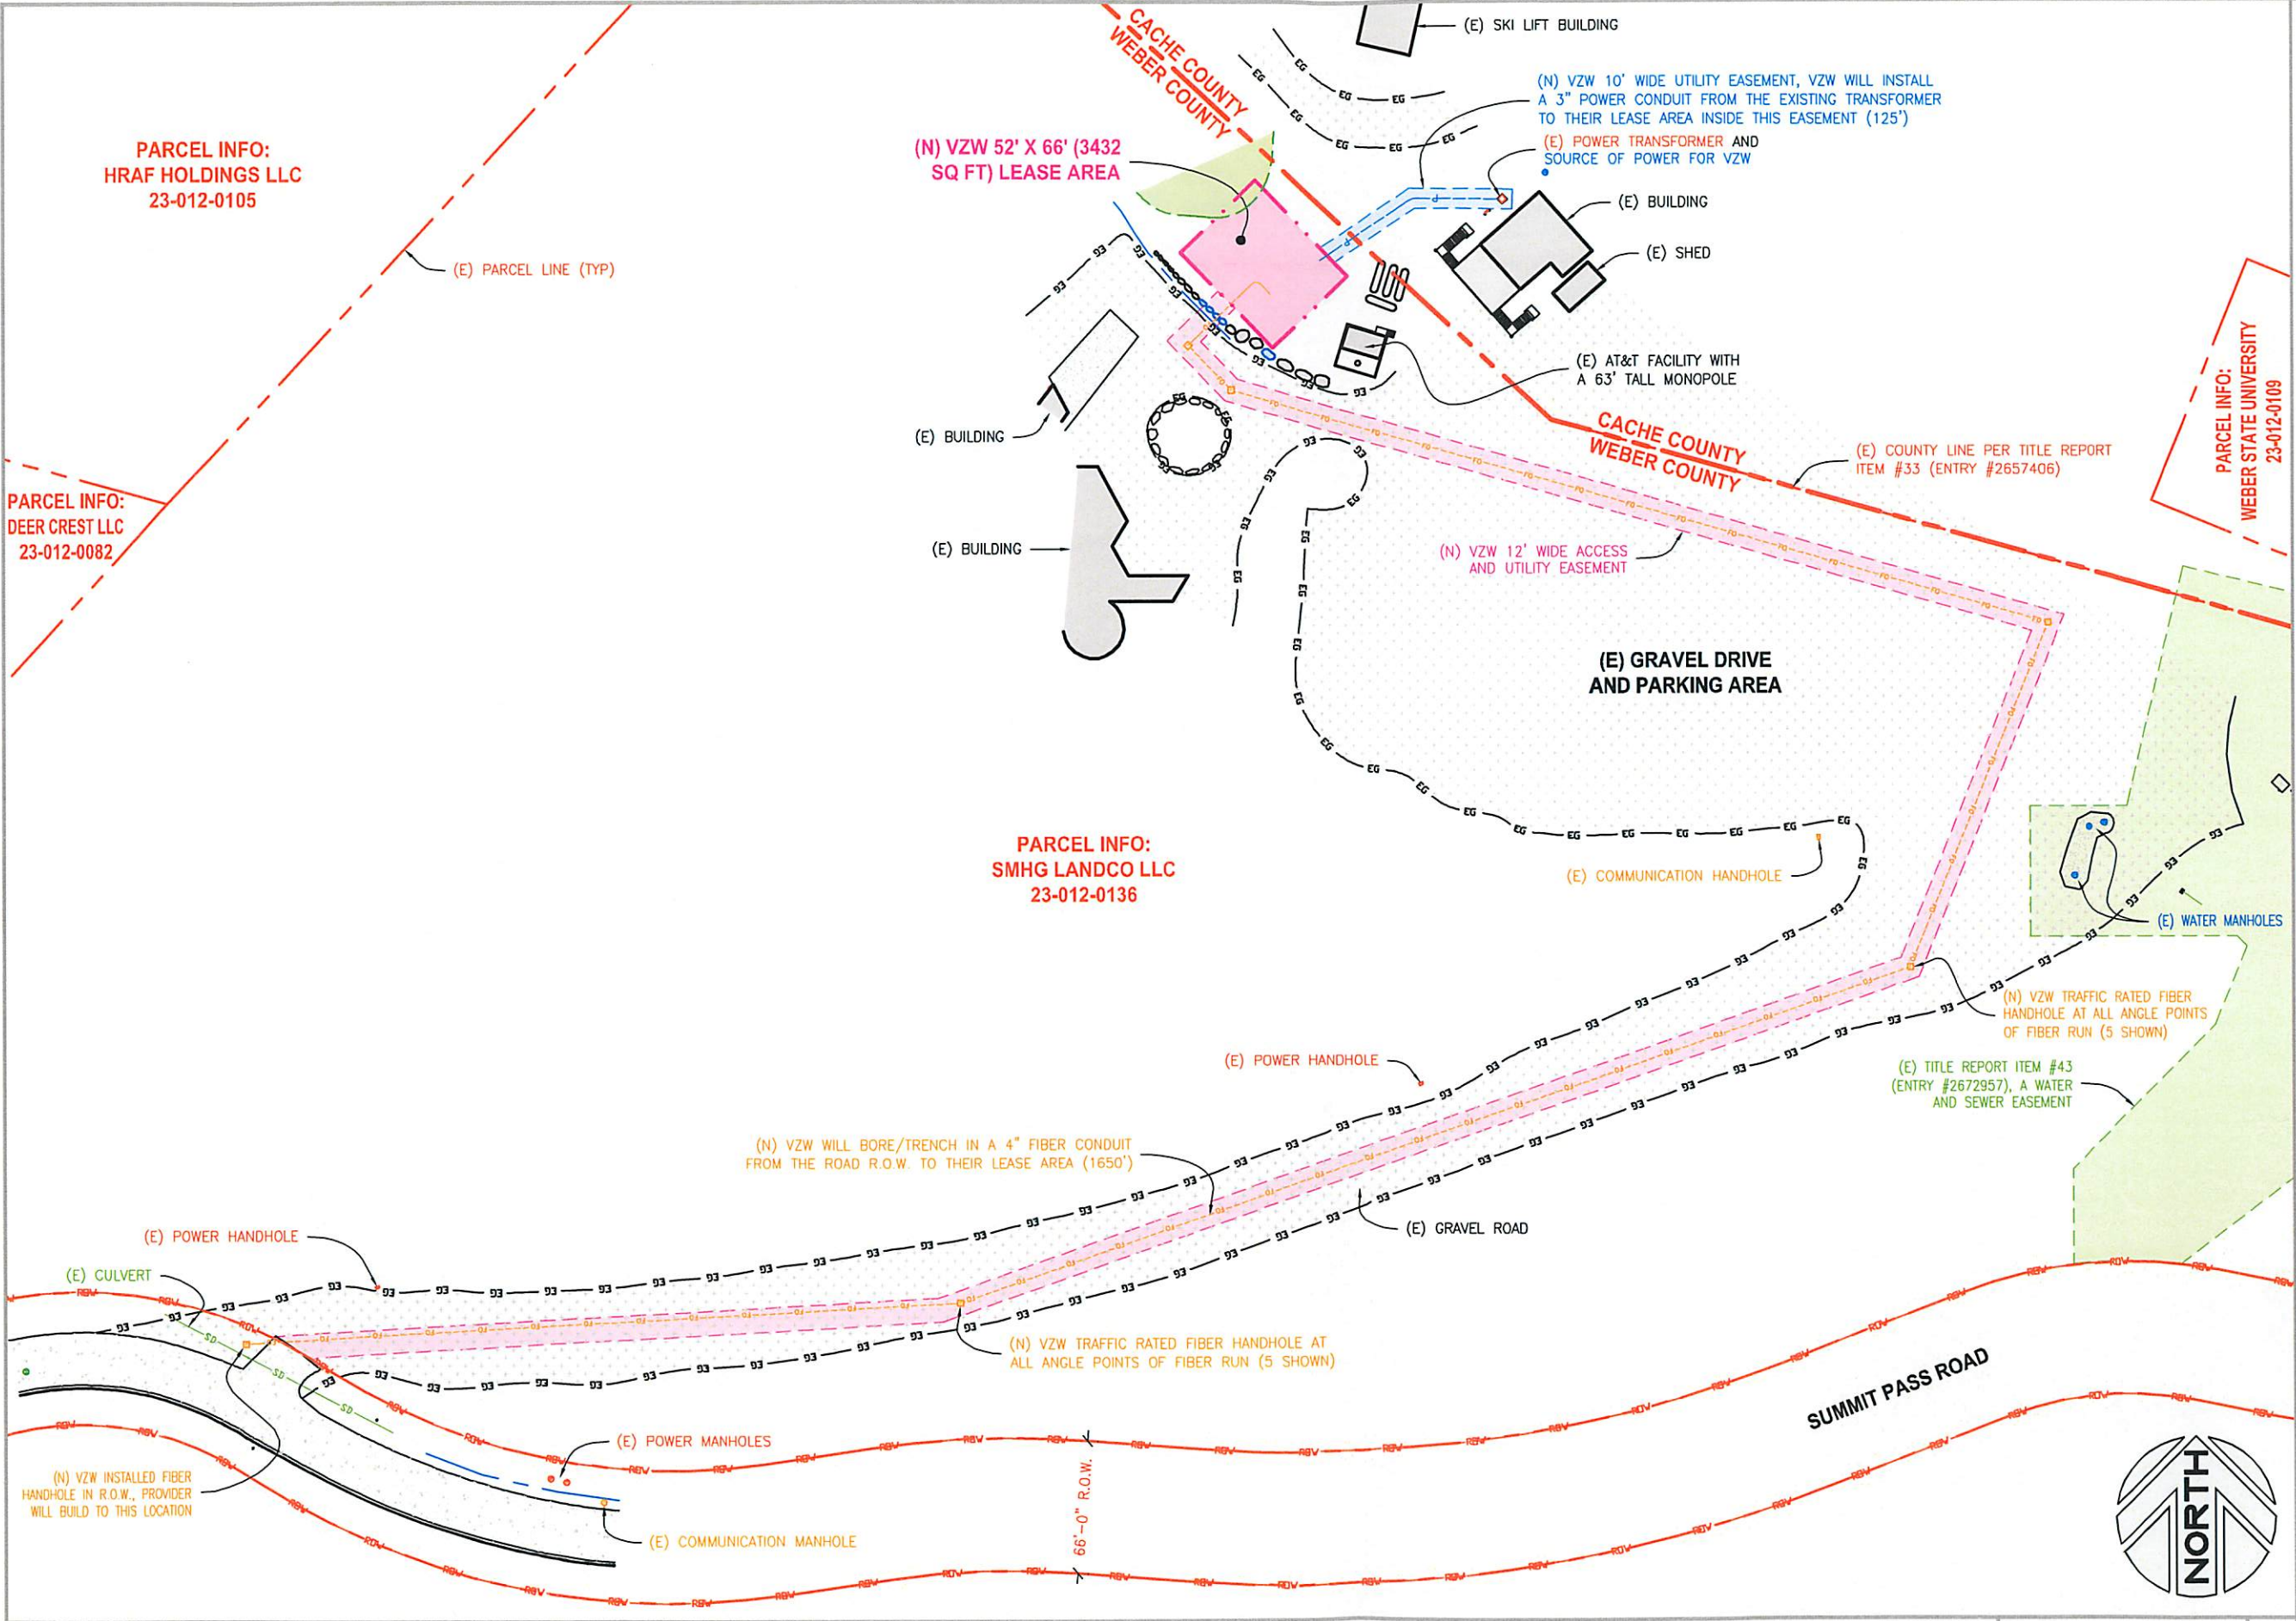 (E) SKI LIFT BUILDING
CACHE COUNTY
WEBER COUNTY
(N) VZW 10' WIDE UTILITY EASEMENT, VZW WILL INSTALL
A 3" POWER CONDUIT FROM THE EXISTING TRANSFORMER
TO THEIR LEASE AREA INSIDE THIS EASEMENT (125')
(E) POWER TRANSFORMER AND
SOURCE OF POWER FOR VZW
PARCEL INFO:
HRAF HOLDINGS LLC
23-012-0105
(N) VZW 52' X 66' (3432
SQ FT) LEASE AREA
(E) BUILDING
(E) SHED
(E) PARCEL LINE (TYP)
(E) AT&T FACILITY WITH
A 63' TALL MONOPOLE
PARCEL INFO:
WEBER STATE UNIVERSITY
23-012-0109
(E) BUILDING
CACHE COUNTY
WEBER COUNTY
(E) COUNTY LINE PER TITLE REPORT
ITEM #33 (ENTRY #2657406)
PARCEL INFO:
DEER CREST LLC
23-012-0082
(E) BUILDING
(N) VZW 12' WIDE ACCESS
AND UTILITY EASEMENT
(E) GRAVEL DRIVE
AND PARKING AREA
PARCEL INFO:
SMHG LANDCO LLC
23-012-0136
(E) COMMUNICATION HANDHOLE
(E) WATER MANHOLES
(N) VZW TRAFFIC RATED FIBER
HANDHOLE AT ALL ANGLE POINTS
OF FIBER RUN (5 SHOWN)
(E) POWER HANDHOLE
(E) TITLE REPORT ITEM #43
(ENTRY #2672957), A WATER
AND SEWER EASEMENT
(N) VZW WILL BORE/TRENCH IN A 4" FIBER CONDUIT
FROM THE ROAD R.O.W. TO THEIR LEASE AREA (1650')
(E) GRAVEL ROAD
(E) POWER HANDHOLE
(E) CULVERT
(N) VZW TRAFFIC RATED FIBER HANDHOLE AT
ALL ANGLE POINTS OF FIBER RUN (5 SHOWN)
SUMMIT PASS ROAD
(E) POWER MANHOLES
(N) VZW INSTALLED FIBER
HANDHOLE IN R.O.W., PROVIDER
WILL BUILD TO THIS LOCATION
66'-0" R.O.W.
(E) COMMUNICATION MANHOLE
NORTH